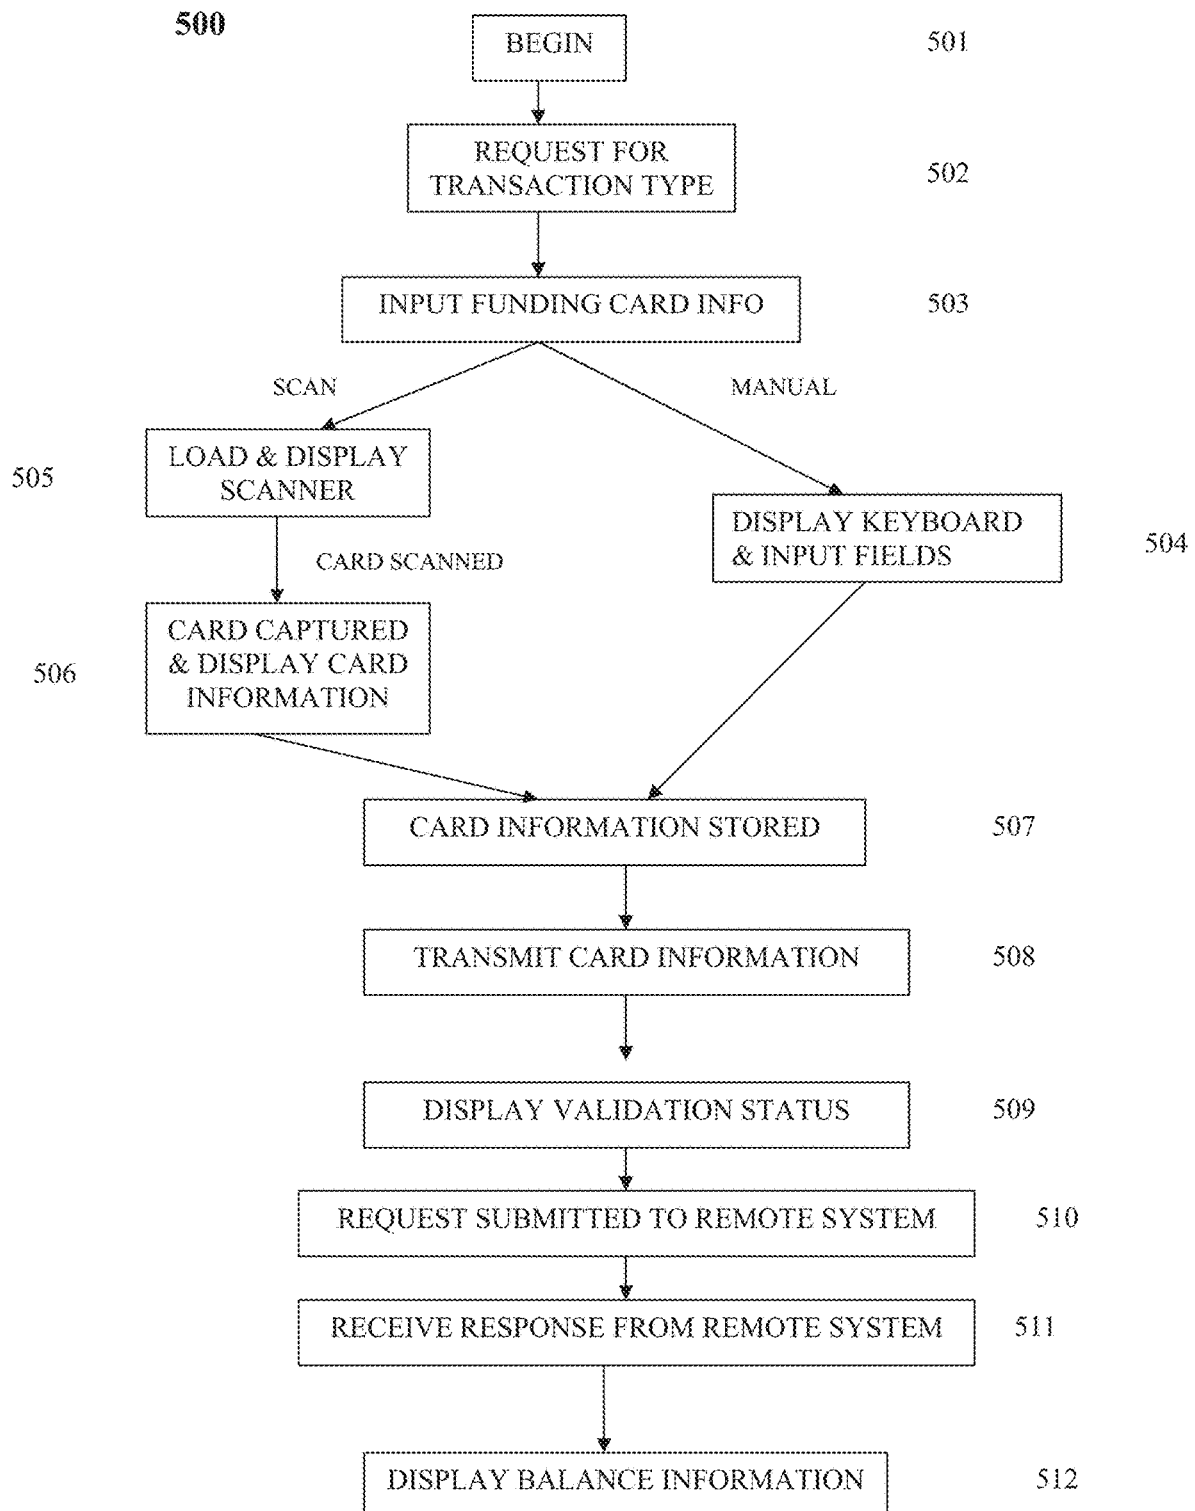 500
BEGIN
501
REQUEST FOR
TRANSACTION TYPE
502
INPUT FUNDING CARD INFO
503
SCAN
MANUAL
505
LOAD & DISPLAY
SCANNER
DISPLAY KEYBOARD
& INPUT FIELDS
504
CARD SCANNED
506
CARD CAPTURED
& DISPLAY CARD
INFORMATION
CARD INFORMATION STORED
507
TRANSMIT CARD INFORMATION
508
DISPLAY VALIDATION STATUS
509
REQUEST SUBMITTED TO REMOTE SYSTEM
510
RECEIVE RESPONSE FROM REMOTE SYSTEM
511
DISPLAY BALANCE INFORMATION
512